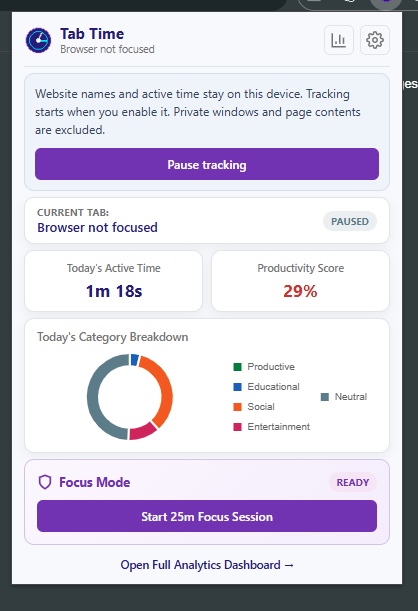 Tab Time
Browser not focused
ges
Website names and active time stay on this device. Tracking
starts when you enable it. Private windows and page contents
are excluded.
Pause tracking
CURRENT TAB:
Browser not focused
PAUSED
Today's Active Time
1m 18s
Productivity Score
29%
Today's Category Breakdown
Productive
Educational
Social
Entertainment
Neutral
Focus Mode
READY
Start 25m Focus Session
Open Full Analytics Dashboard →